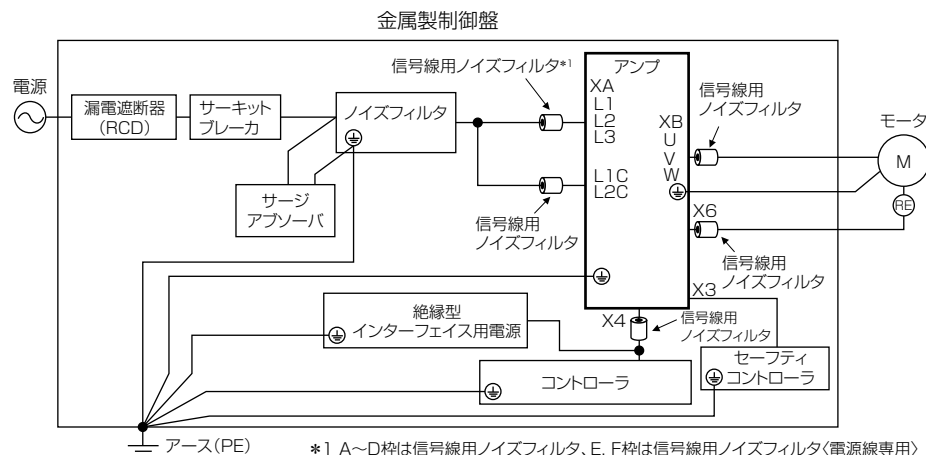 金属製制御盤
電源
漏電遮断器
(RCD)
サーキット
ブレーカ
ノイズフィルタ
サージ
アブソーバ
信号線用ノイズフィルタ*1
信号線用
ノイズフィルタ
アンプ
XA
L1
L2
L3
L1C
L2C
XB
U
V
W
X6
X3
X4
信号線用
ノイズフィルタ
モータ
M
RE
信号線用
ノイズフィルタ
信号線用
ノイズフィルタ
絶縁型
インターフェイス用電源
コントローラ
セーフティ
コントローラ
アース(PE)
*1 A〜D枠は信号線用ノイズフィルタ、E, F枠は信号線用ノイズフィルタ〈電源線専用〉